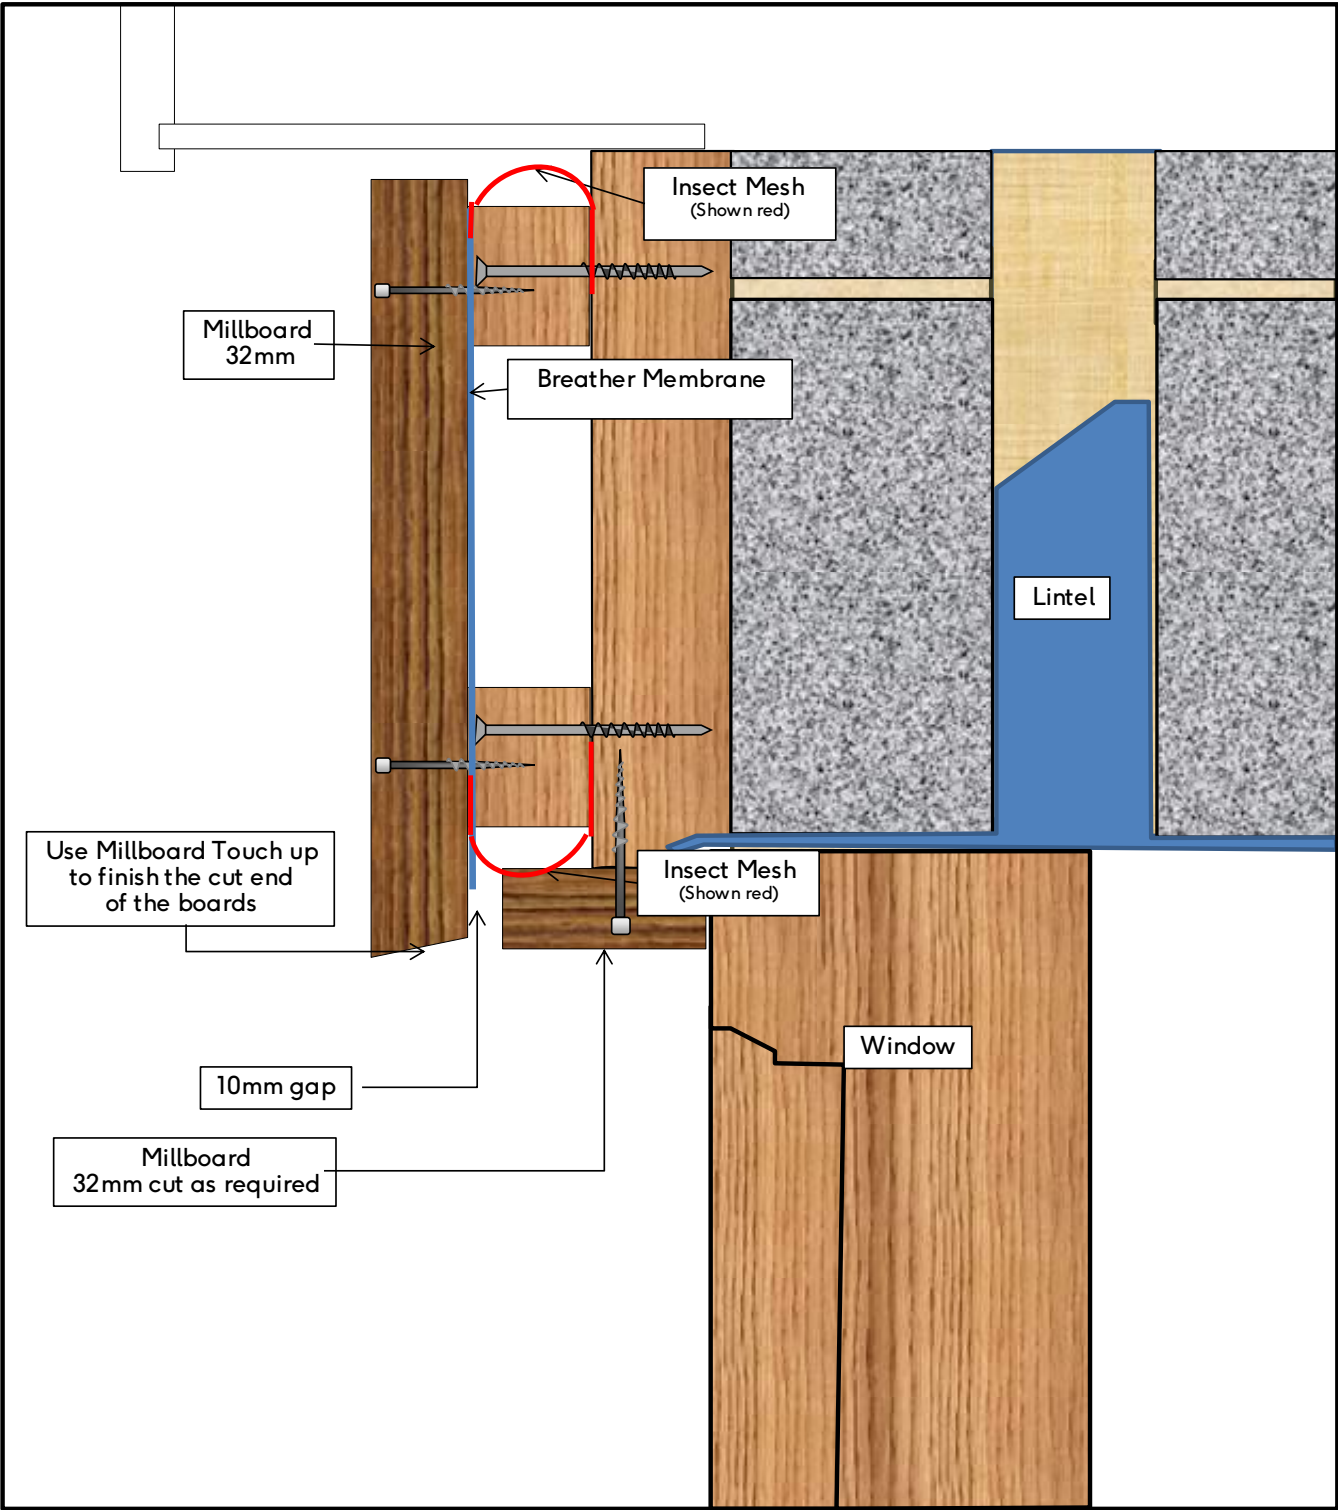 Insect Mesh
(Shown red)
Millboard
32mm
Breather Membrane
Lintel
Use Millboard Touch up
to finish the cut end
of the boards
Insect Mesh
(Shown red)
Window
10mm gap
Millboard
32mm cut as required